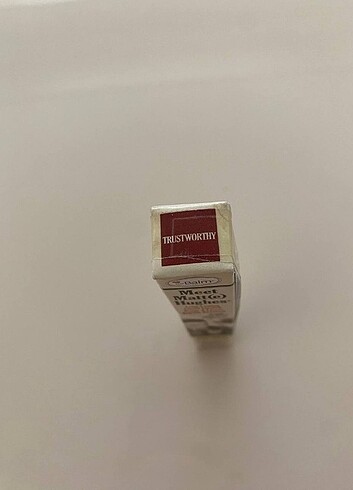 TRUSTWORTHY
theBalm
Meet
Matt(e)
Hughes